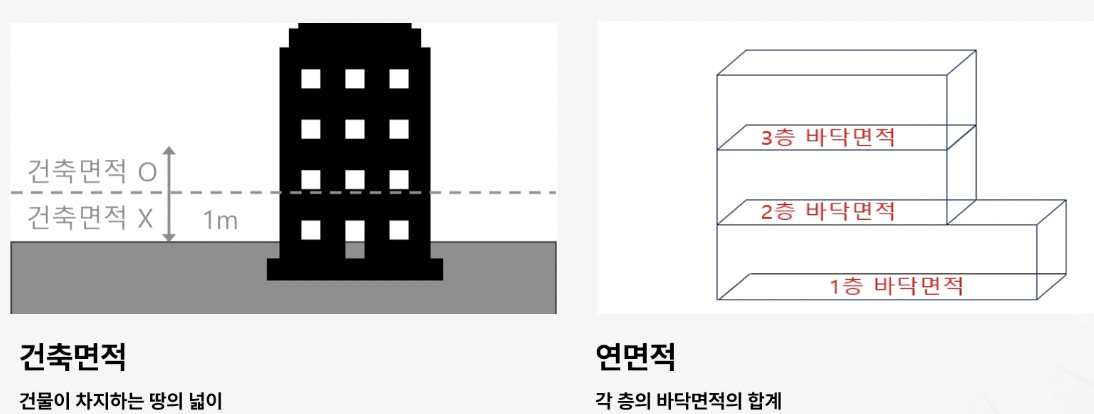 건축면적 O
건축면적 X
1m
건축면적
건물이 차지하는 땅의 넓이
3층 바닥면적
2층 바닥면적
1층 바닥면적
연면적
각 층의 바닥면적의 합계